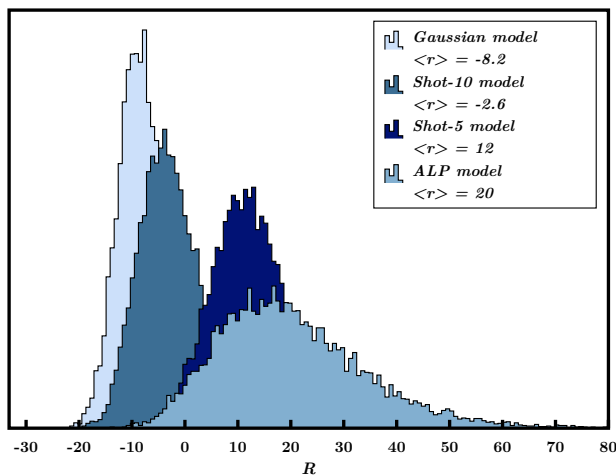 Gaussian model
<r> = -8.2
Shot-10 model
<r> = -2.6
Shot-5 model
<r> = 12
ALP model
<r> = 20
-30 -20 -10 0 10 20 30 40 50 60 70 80
R